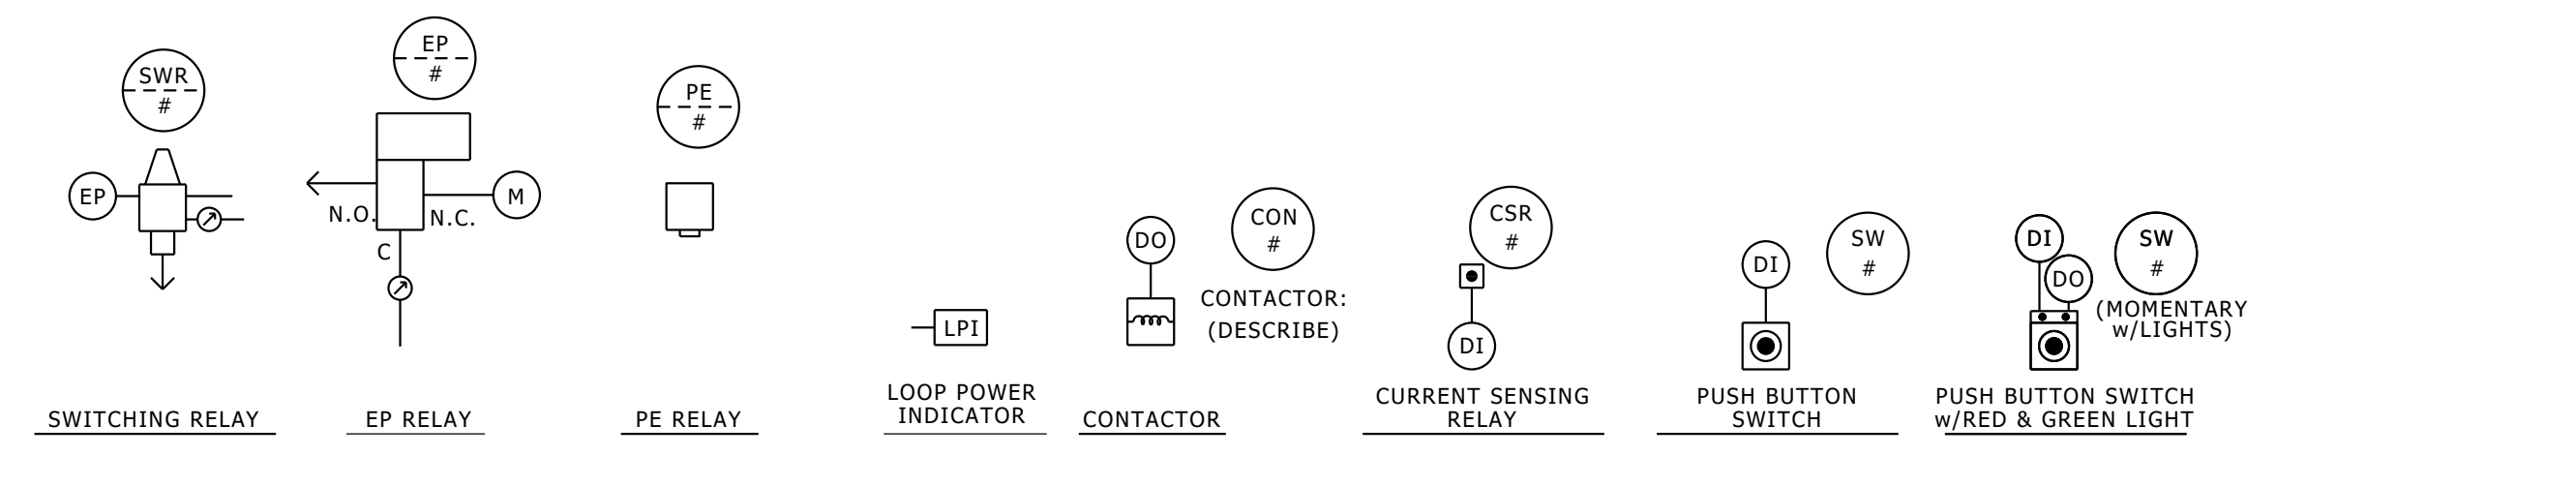 SWR
#
EP
SWITCHING RELAY
EP
#
M
N.O.
N.C.
C
EP RELAY
PE
#
PE RELAY
LPI
LOOP POWER
INDICATOR
DO
CON
#
CONTACTOR:
(DESCRIBE)
CONTACTOR
CSR
#
DI
CURRENT SENSING
RELAY
DI
SW
#
PUSH BUTTON
SWITCH
DI
DO
SW
#
(MOMENTARY
w/LIGHTS)
PUSH BUTTON SWITCH
w/RED & GREEN LIGHT